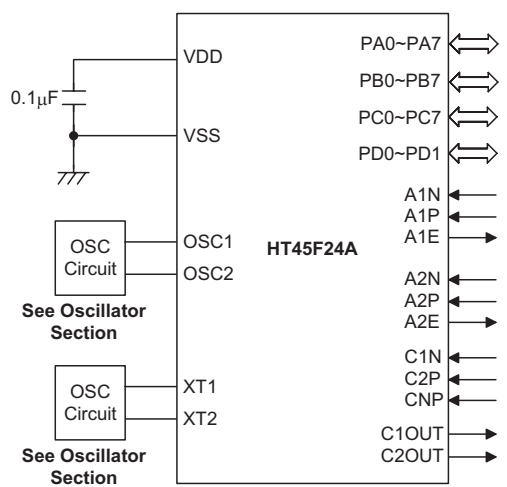 VDD
0.1μF
VSS
OSC
Circuit
OSC1
OSC2
See Oscillator
Section
OSC
Circuit
XT1
XT2
See Oscillator
Section
HT45F24A
PA0~PA7
PB0~PB7
PC0~PC7
PD0~PD1
A1N
A1P
A1E
A2N
A2P
A2E
C1N
C2P
CNP
C1OUT
C2OUT